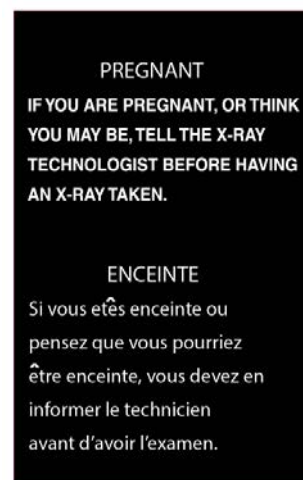 PREGNANT
IF YOU ARE PREGNANT, OR THINK
YOU MAY BE, TELL THE X-RAY
TECHNOLOGIST BEFORE HAVING
AN X-RAY TAKEN.
ENCEINTE
Si vous etês enceinte ou
pensez que vous pourriez
être enceinte, vous devez en
informer le technicien
avant d'avoir l'examen.